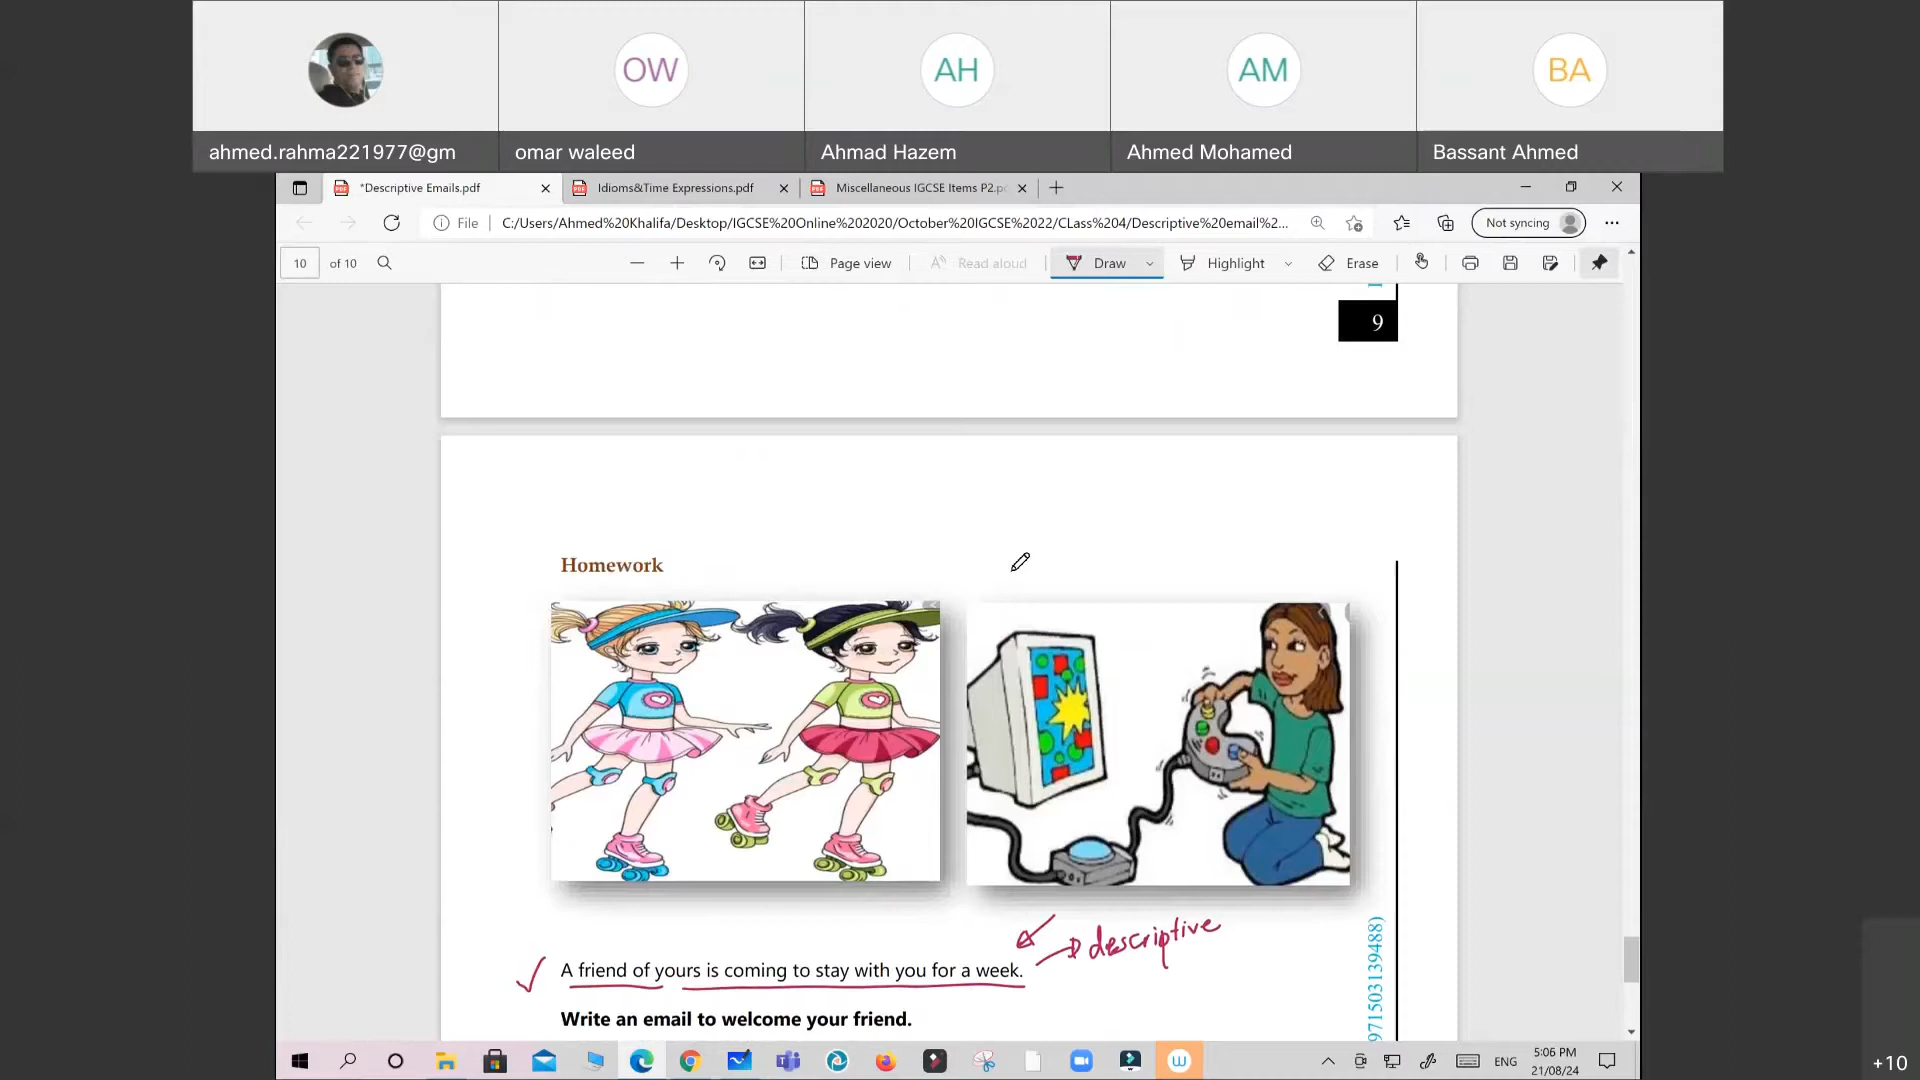 OW
AH
AM
BA
ahmed.rahma221977@gm
omar waleed
Ahmad Hazem
Ahmed Mohamed
Bassant Ahmed
*Descriptive Emails.pdf
Idioms&Time Expressions.pdf
Miscellaneous IGCSE Items P2.pc
File
C:/Users/Ahmed%20Khalifa/Desktop/IGCSE%20Online%202020/October%20IGCSE%2022/CLass%204/Descriptive%20email%2...
Not syncing
10 of 10
Page view
Read aloud
Draw
Highlight
Erase
9
Homework
descriptive
A friend of yours is coming to stay with you for a week.
Write an email to welcome your friend.
971503139488)
ENG
5:06 PM
21/08/24
+10